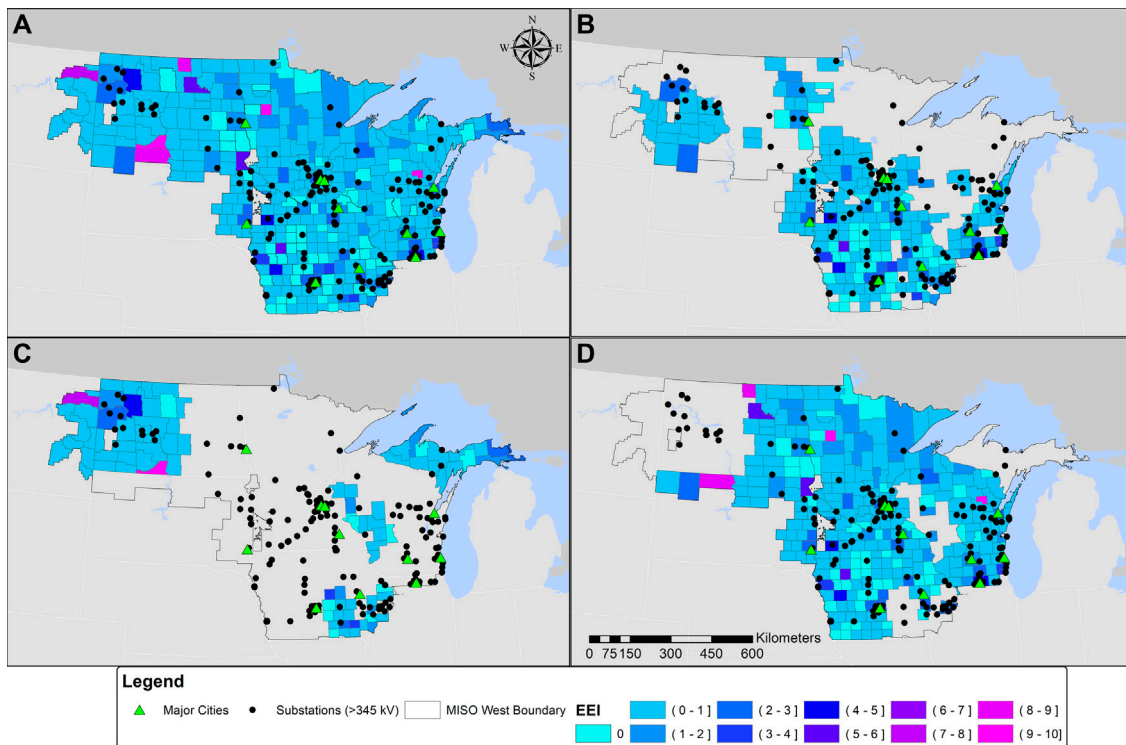 A
N
W E
S
B
C
D
Kilometers
0 75 150 300 450 600
Legend
Major Cities
Substations (>345 kV)
MISO West Boundary
EEI
0
( 0 - 1 ]
( 1 - 2 ]
( 2 - 3 ]
( 3 - 4 ]
( 4 - 5 ]
( 5 - 6 ]
( 6 - 7 ]
( 7 - 8 ]
( 8 - 9 ]
( 9 - 10]